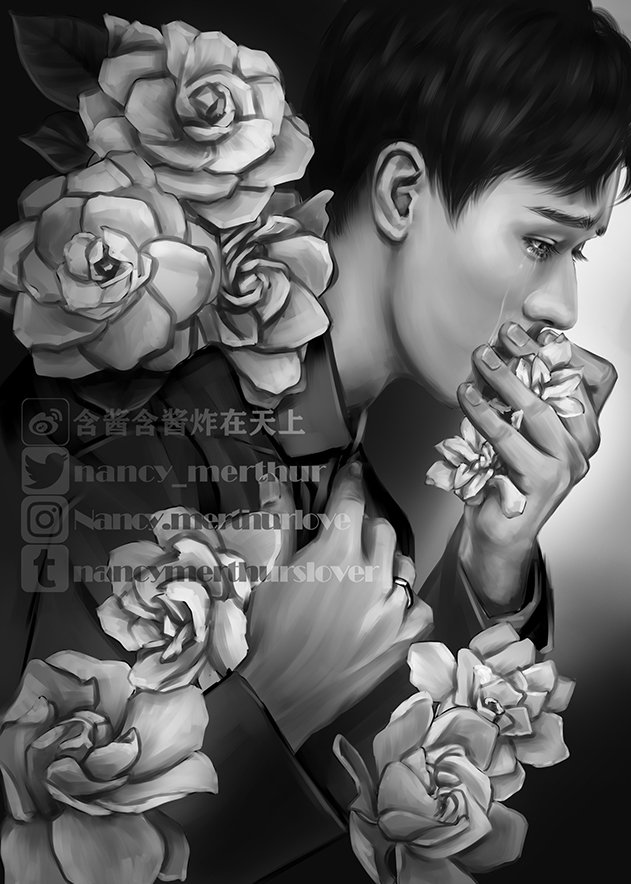 含酱含酱炸在天上
nancy_merthur
Nancy.merthurlove
nancymerthurslover